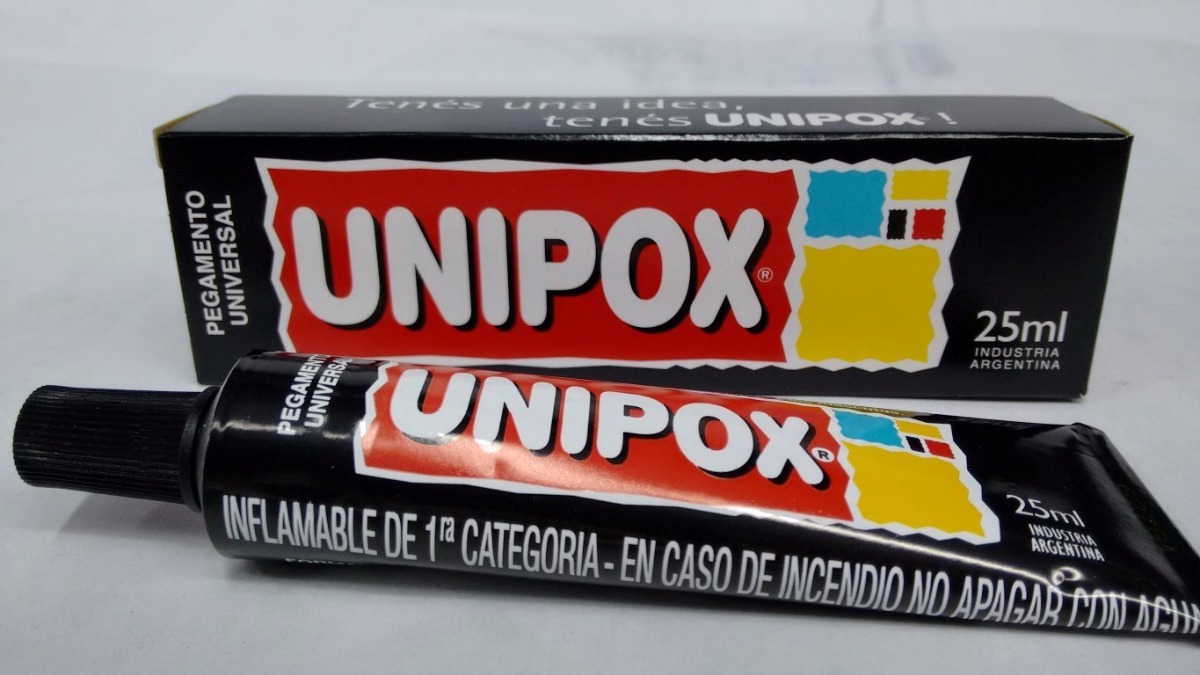 Tenés una idea,
tenés UNIPOX® !
PEGAMENTO
UNIVERSAL
UNIPOX®
25ml
INDUSTRIA
ARGENTINA
PEGAMENTO
UNIVERSAL
UNIPOX®
25ml
INDUSTRIA
ARGENTINA
INFLAMABLE DE 1ra CATEGORIA - EN CASO DE INCENDIO NO APAGAR CON AGU